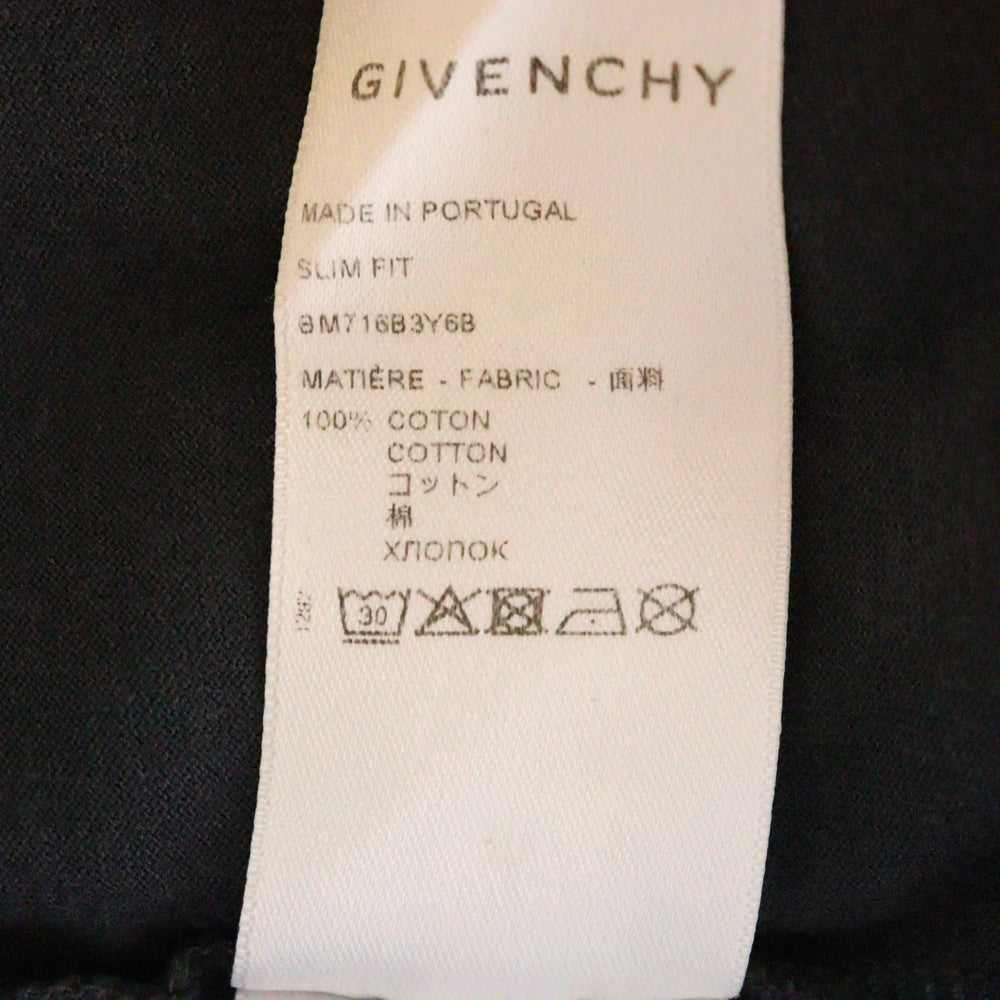 GIVENCHY
MADE IN PORTUGAL
SLIM FIT
BM716B3Y6B
MATIÈRE - FABRIC - 面料
100% COTON
COTTON
コットン
棉
ХЛОПОК
30